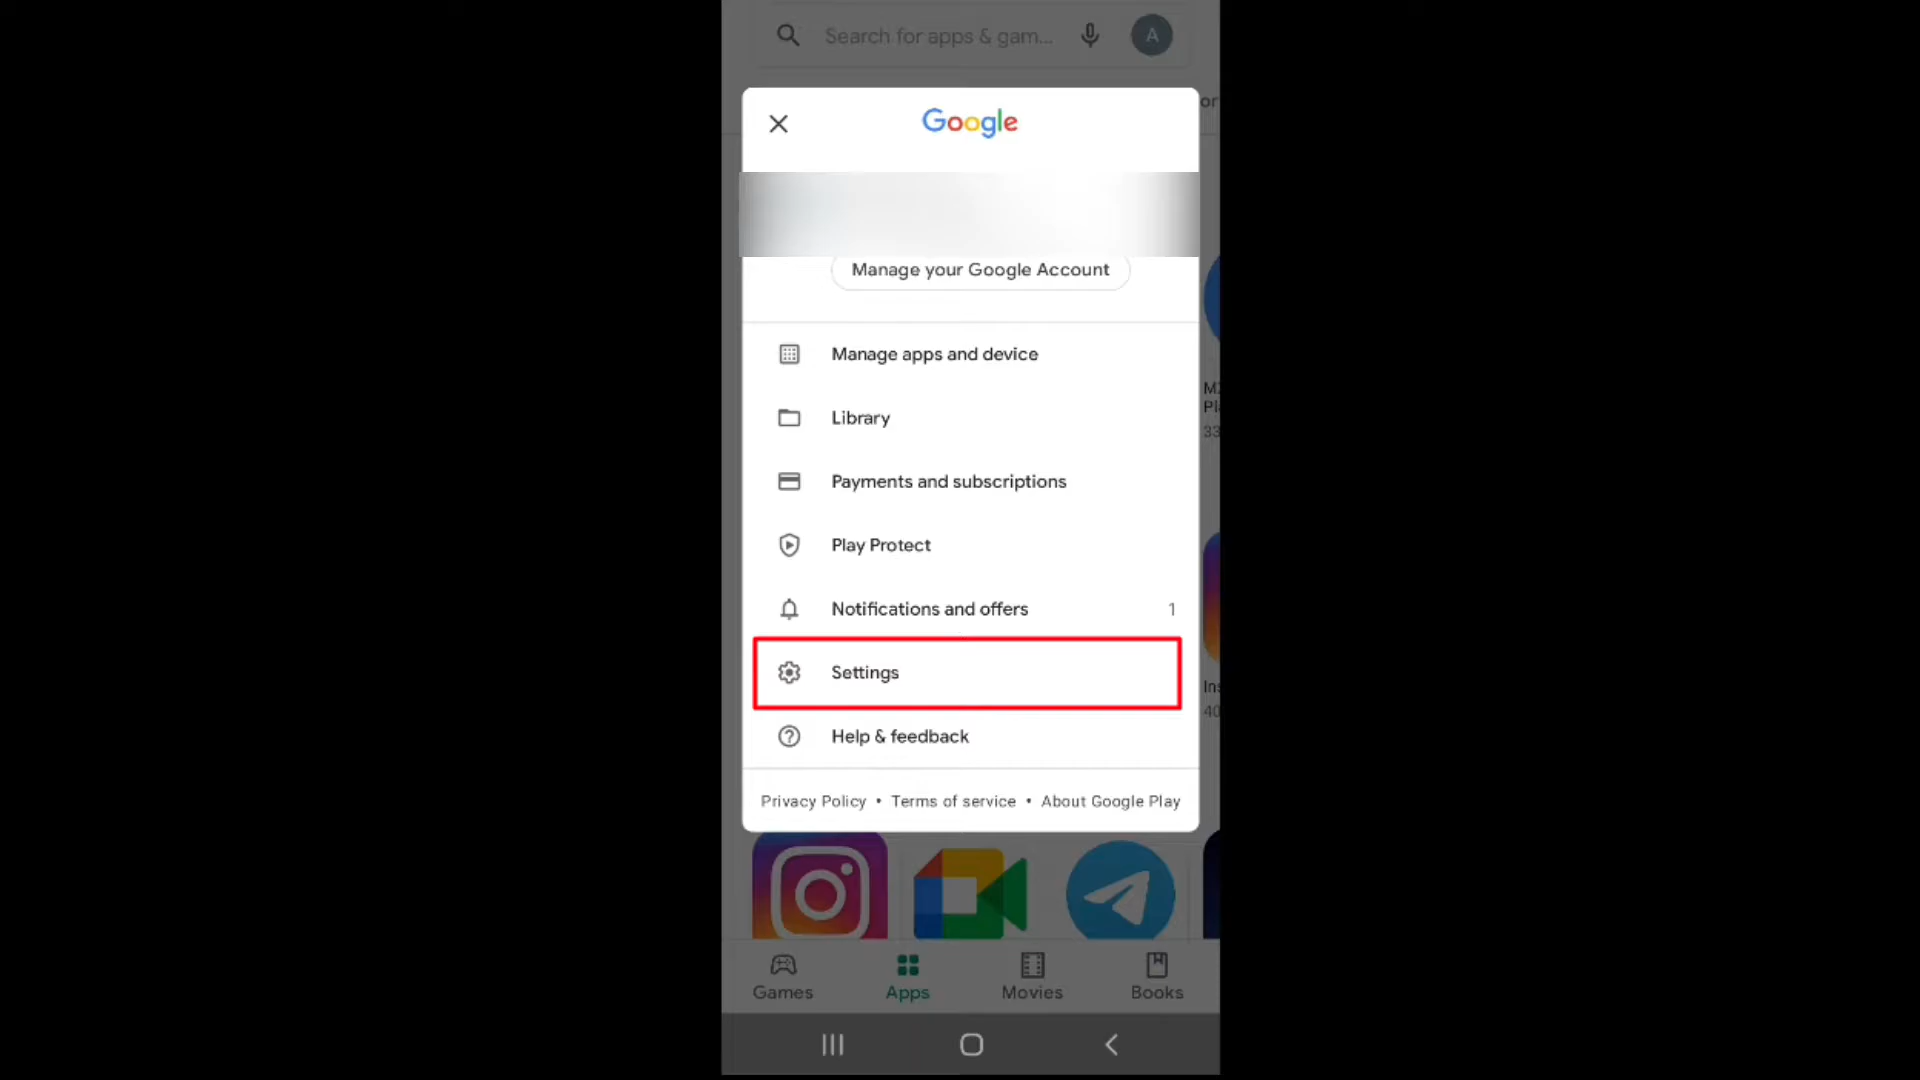 Search for apps & gam...
A
or
Google
Manage your Google Account
Manage apps and device
Library
Payments and subscriptions
Play Protect
Notifications and offers 1
Settings
Help & feedback
Privacy Policy • Terms of service • About Google Play
Games Apps Movies Books